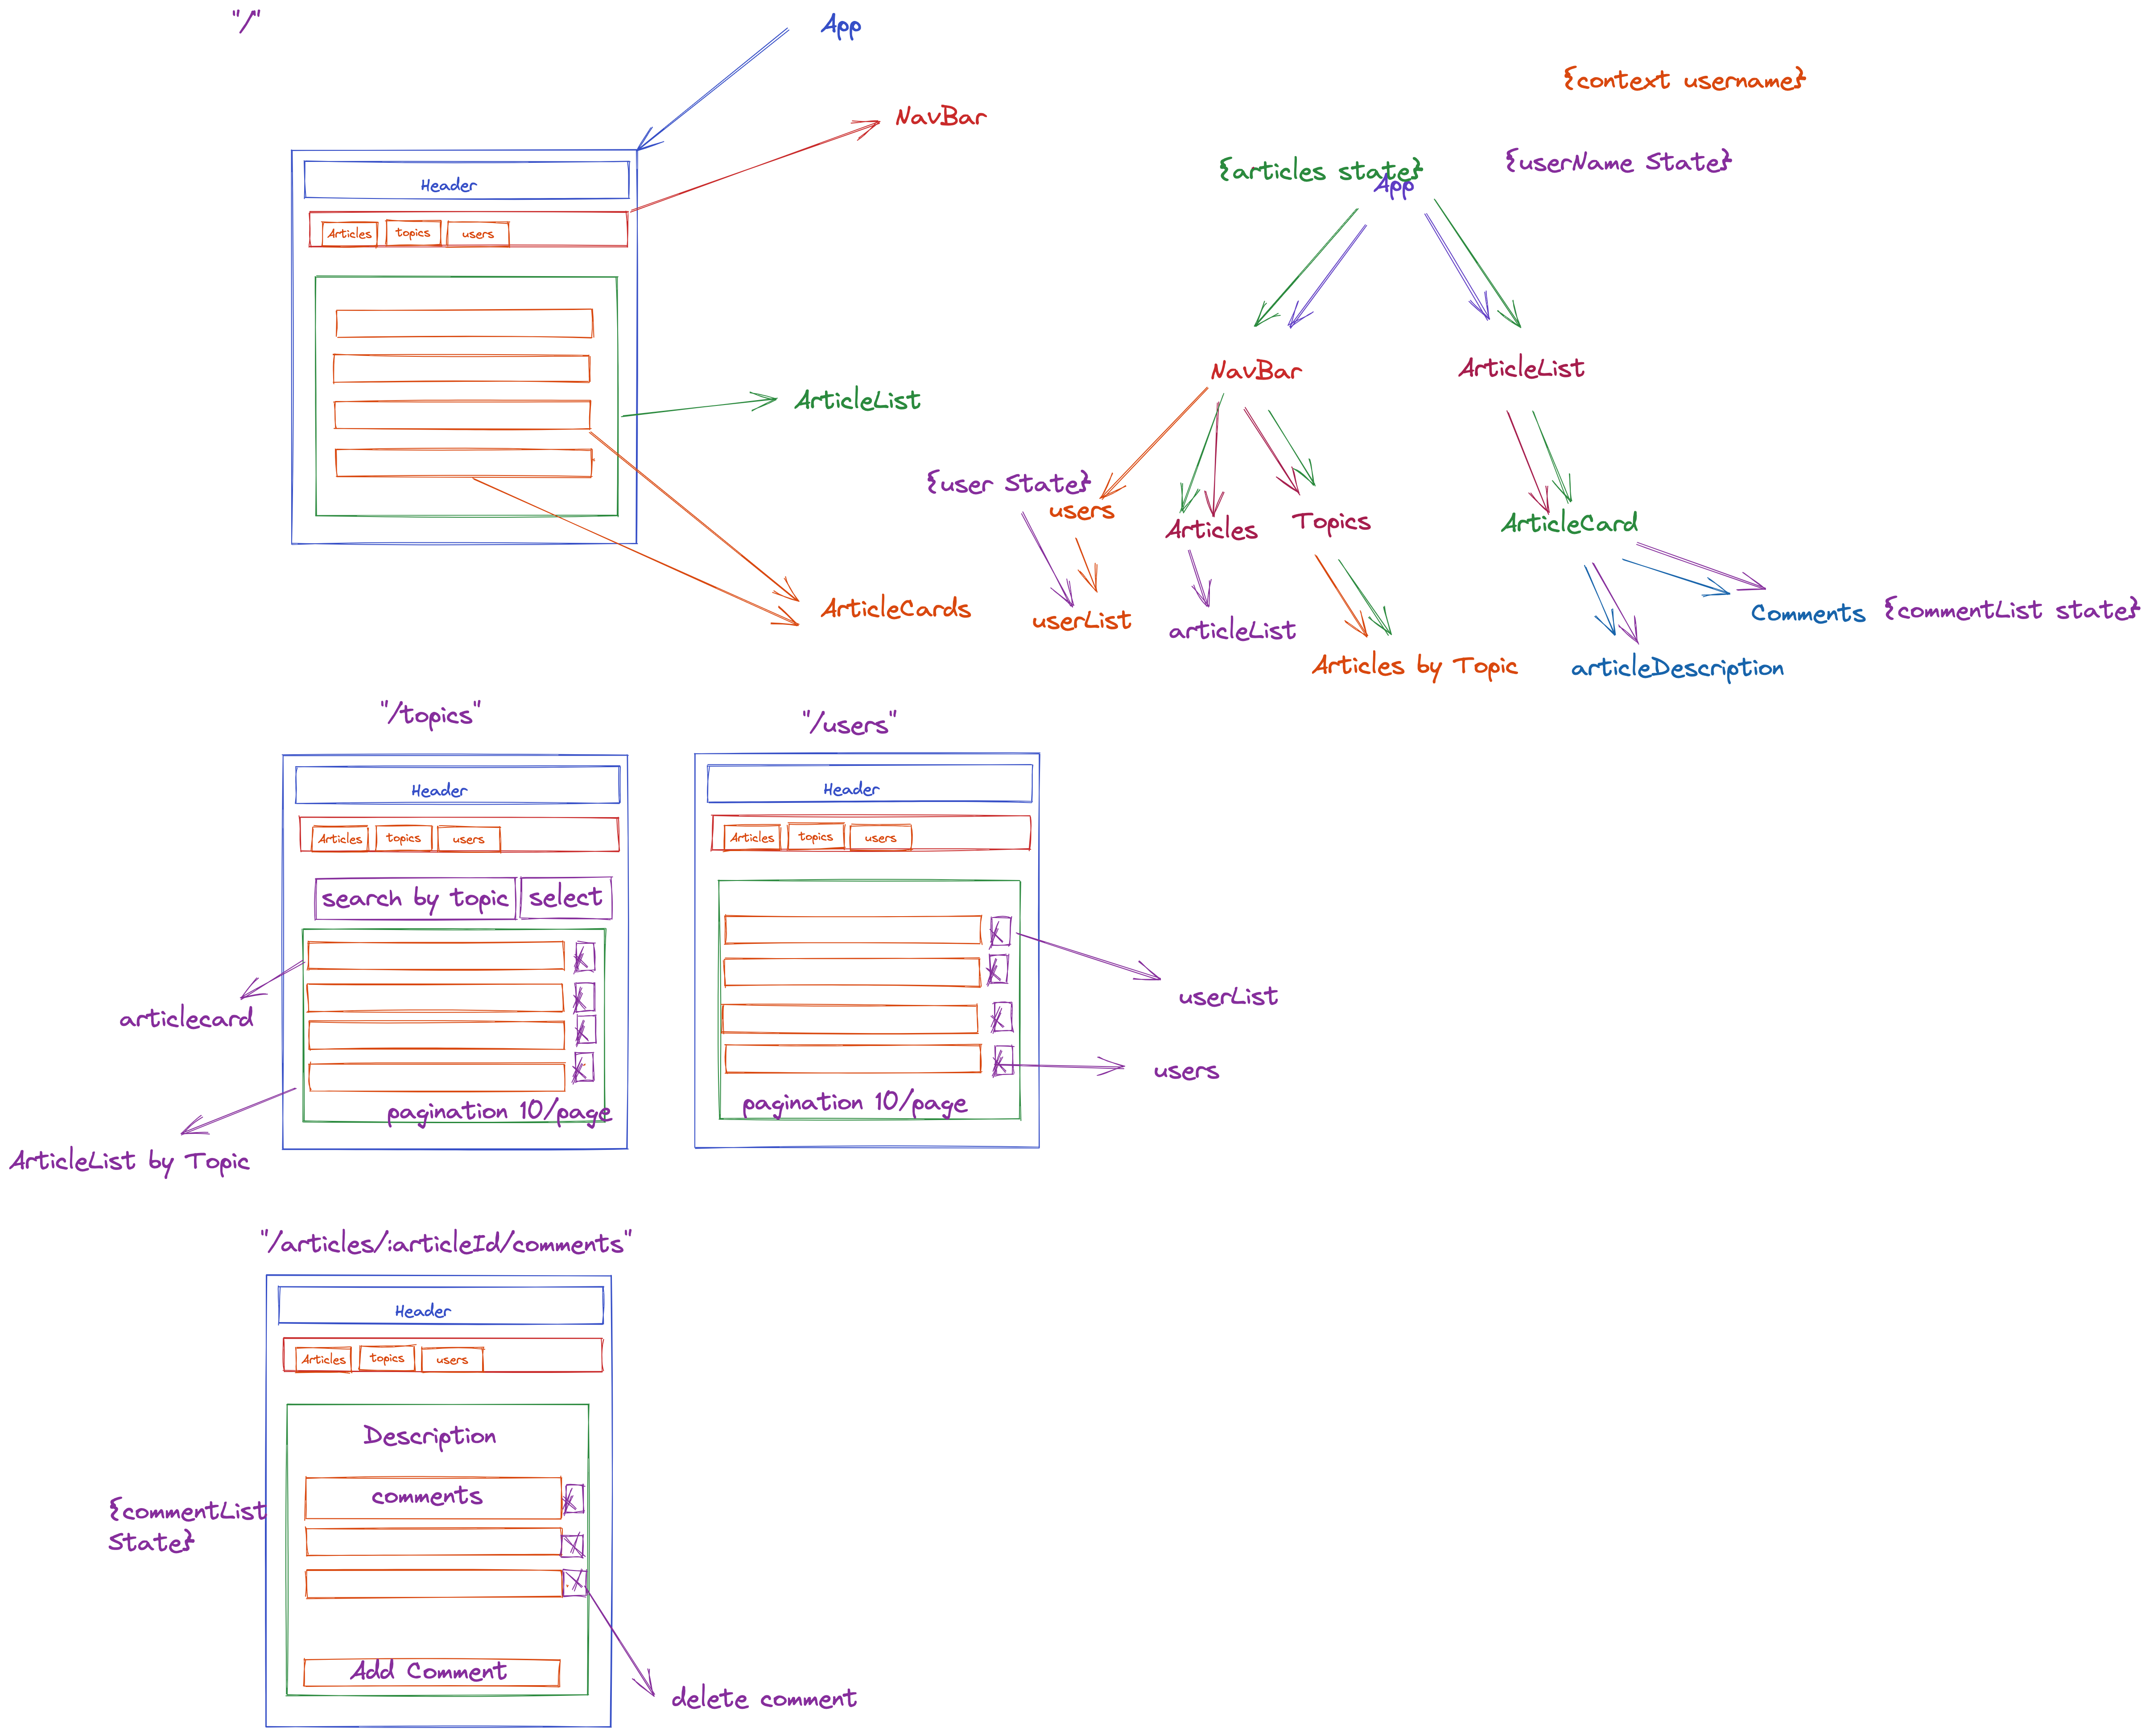 "/"
App
{context username}
NavBar
{articles state}
{userName State}
App
Header
Articles
topics
users
NavBar
ArticleList
ArticleList
{user State}
users
Articles
Topics
ArticleCard
ArticleCards
userList
articleList
Comments
{commentList state}
Articles by Topic
articleDescription
"/topics"
"/users"
Header
Articles
topics
users
search by topic
select
articlecard
pagination 10/page
ArticleList by Topic
Header
Articles
topics
users
userList
users
pagination 10/page
"/articles/:articleId/comments"
Header
Articles
topics
users
Description
comments
{commentList
State}
Add Comment
delete comment